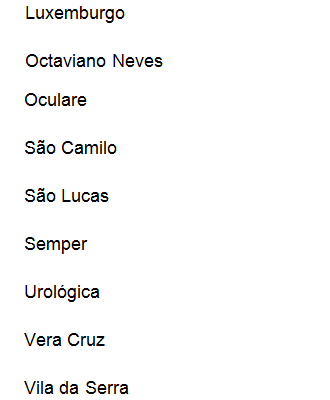 Luxemburgo
Octaviano Neves
Oculare
São Camilo
São Lucas
Semper
Urológica
Vera Cruz
Vila da Serra